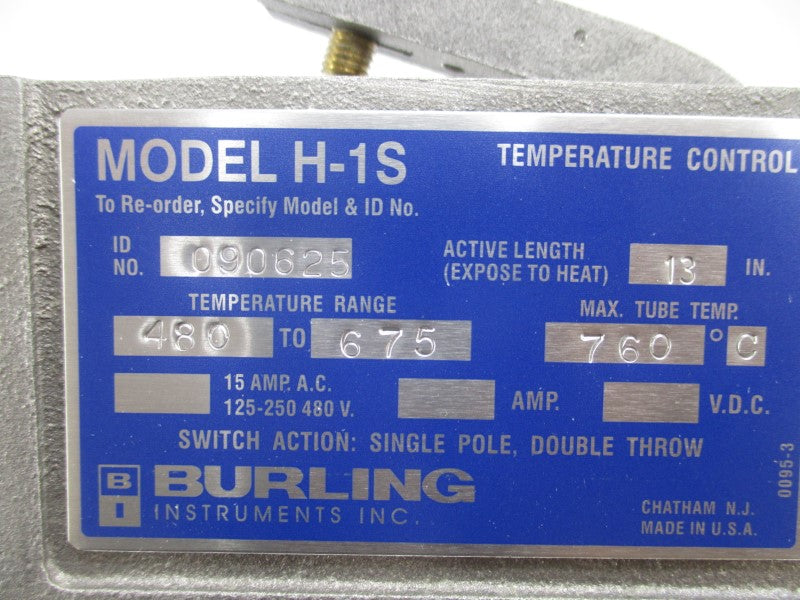 MODEL H-1S TEMPERATURE CONTROL
To Re-order, Specify Model & ID No.
ID NO. 090625 ACTIVE LENGTH (EXPOSE TO HEAT) 13 IN.
TEMPERATURE RANGE MAX. TUBE TEMP.
480 TO 675 760 ° C
15 AMP. A.C.
125-250 480 V. AMP. V.D.C.
SWITCH ACTION: SINGLE POLE, DOUBLE THROW
B I BURLING
INSTRUMENTS INC.
CHATHAM N.J.
MADE IN U.S.A.
0095-3